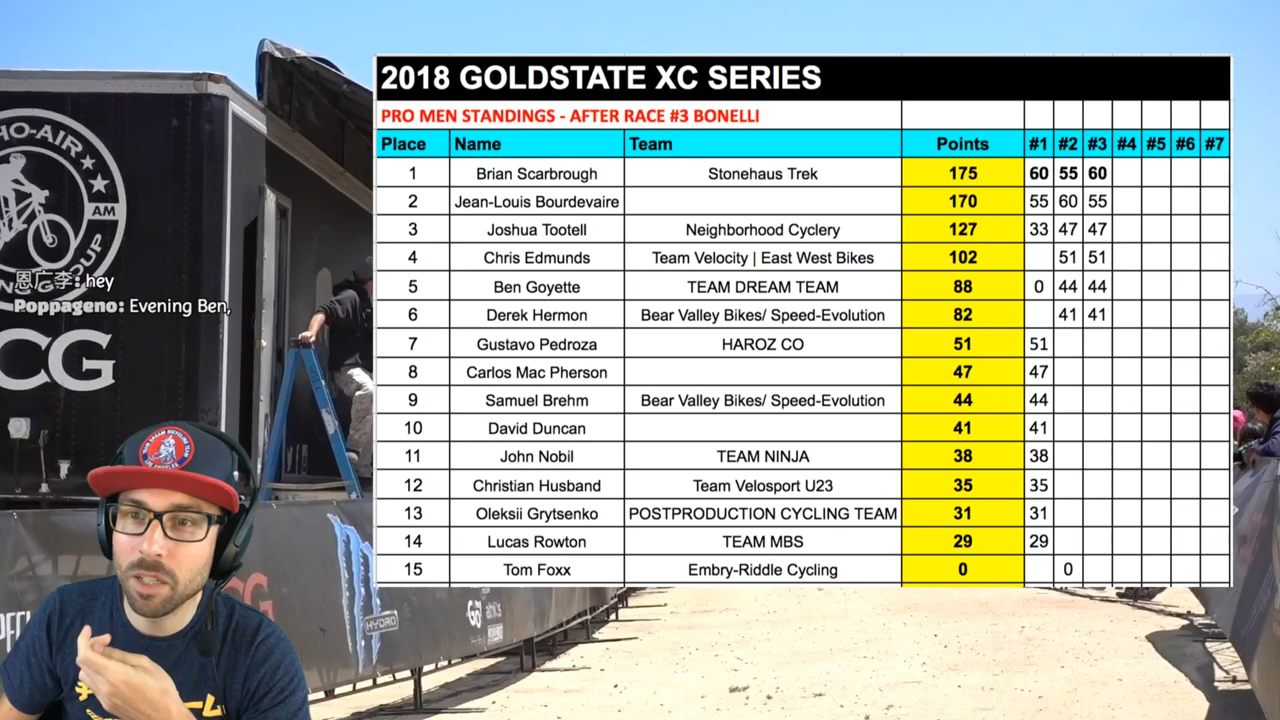 2018 GOLDSTATE XC SERIES
PRO MEN STANDINGS - AFTER RACE #3 BONELLI
Place Name Team Points #1 #2 #3 #4 #5 #6 #7
1 Brian Scarbrough Stonehaus Trek 175 60 55 60
2 Jean-Louis Bourdevaire 170 55 60 55
3 Joshua Tootell Neighborhood Cyclery 127 33 47 47
4 Chris Edmunds Team Velocity | East West Bikes 102 51 51
5 Ben Goyette TEAM DREAM TEAM 88 0 44 44
6 Derek Hermon Bear Valley Bikes/ Speed-Evolution 82 41 41
7 Gustavo Pedroza HAROZ CO 51 51
8 Carlos Mac Pherson 47 47
9 Samuel Brehm Bear Valley Bikes/ Speed-Evolution 44 44
10 David Duncan 41 41
11 John Nobil TEAM NINJA 38 38
12 Christian Husband Team Velosport U23 35 35
13 Oleksii Grytsenko POSTPRODUCTION CYCLING TEAM 31 31
14 Lucas Rowton TEAM MBS 29 29
15 Tom Foxx Embry-Riddle Cycling 0 0
HO-AIR
AM
恩广李: hey
Poppageno: Evening Ben,
CG
HYDRO